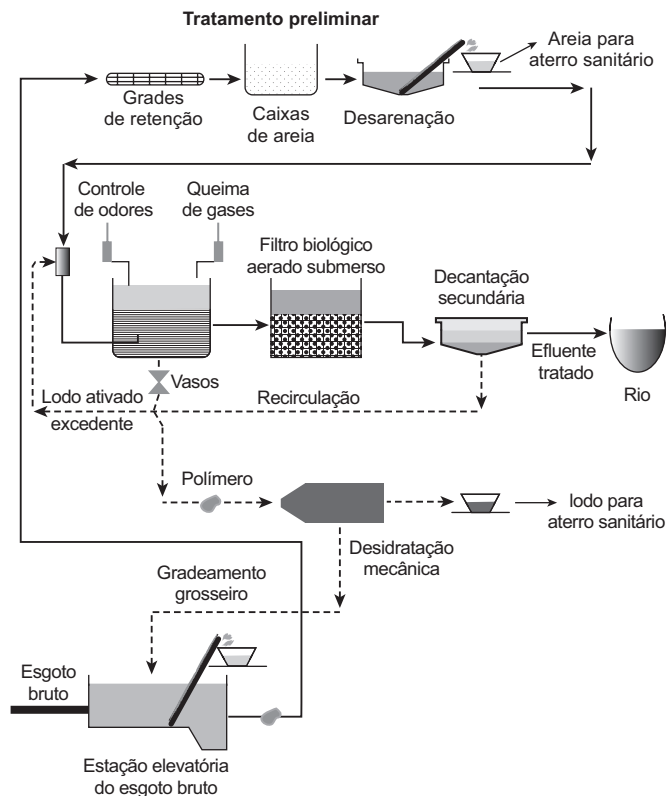 Tratamento preliminar
Grades
de retenção
Caixas
de areia
Desarenação
Areia para
aterro sanitário
Controle
de odores
Queima
de gases
Filtro biológico
aerado submerso
Decantação
secundária
Efluente
tratado
Rio
Vasos
Lodo ativado
excedente
Recirculação
Polímero
lodo para
aterro sanitário
Desidratação
mecânica
Gradeamento
grosseiro
Esgoto
bruto
Estação elevatória
do esgoto bruto